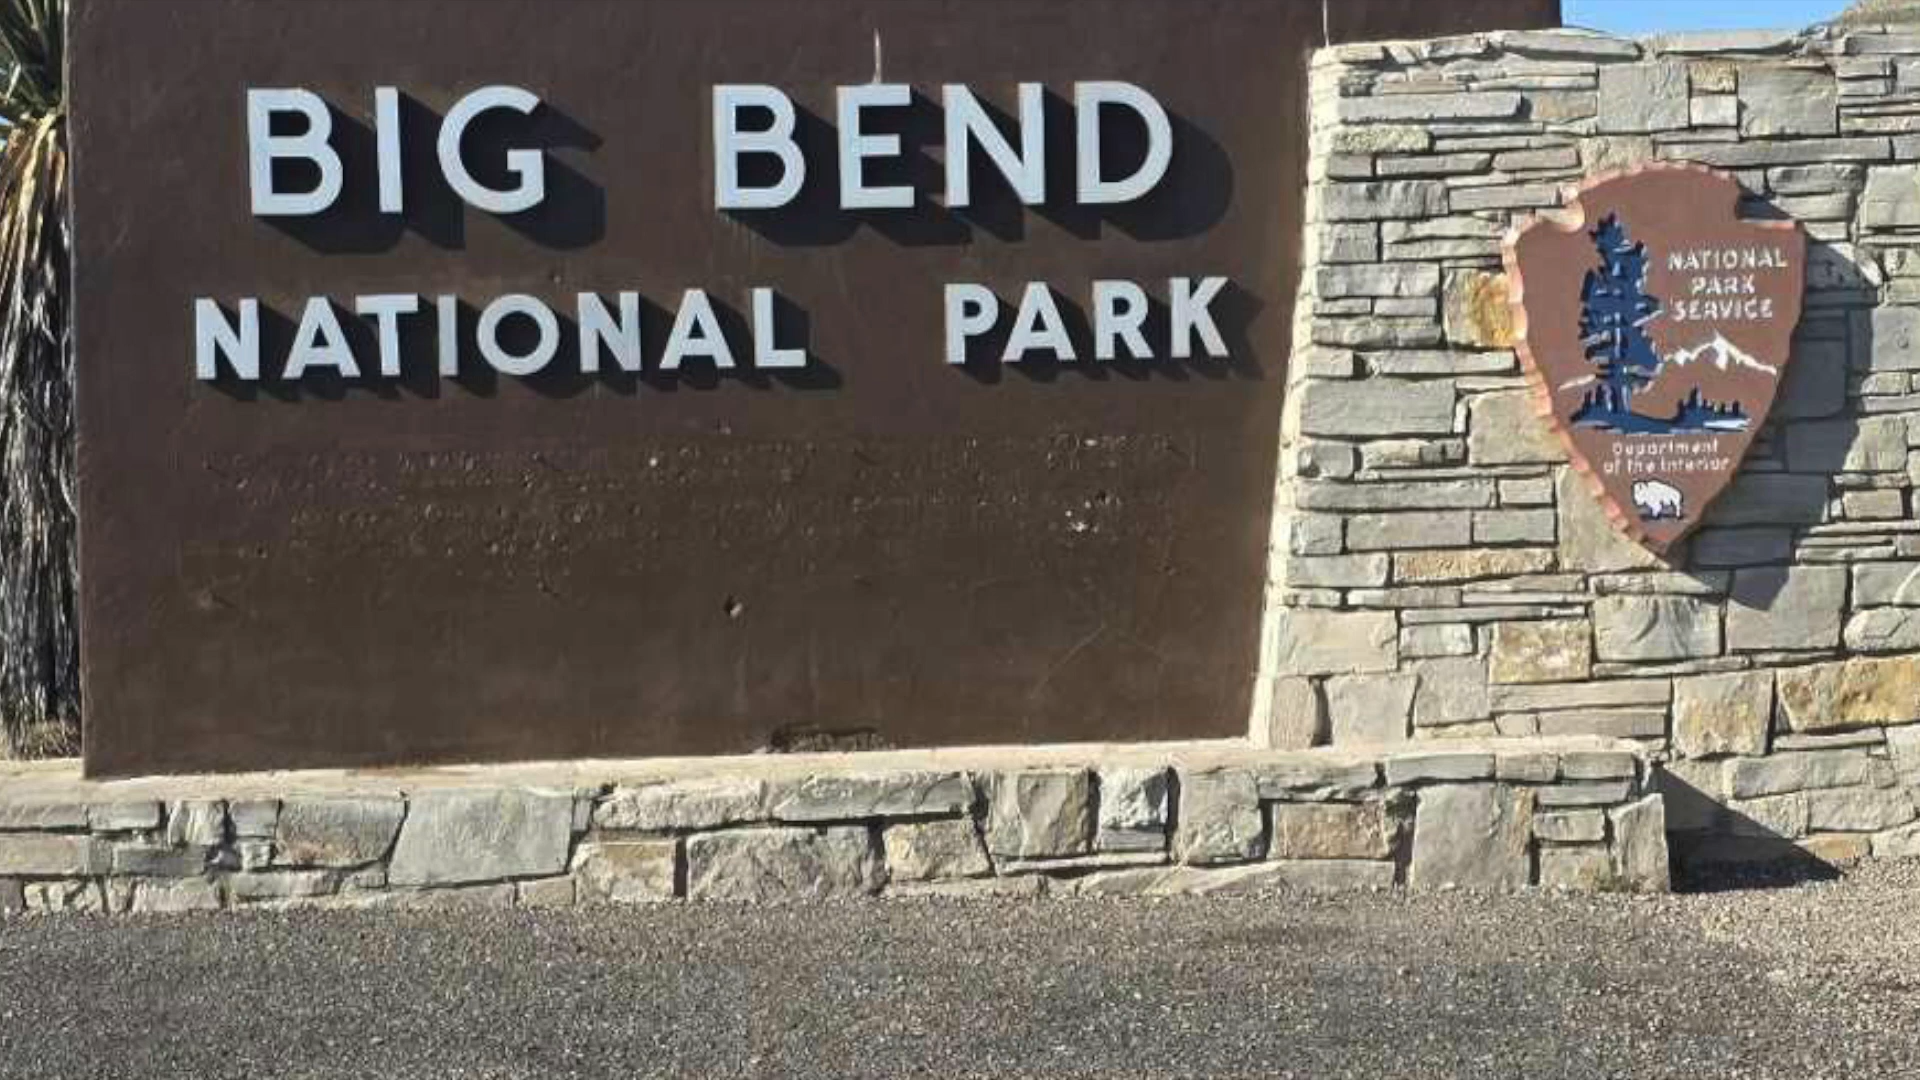 BIG BEND
NATIONAL PARK
NATIONAL
PARK
SERVICE
Department
of the Interior